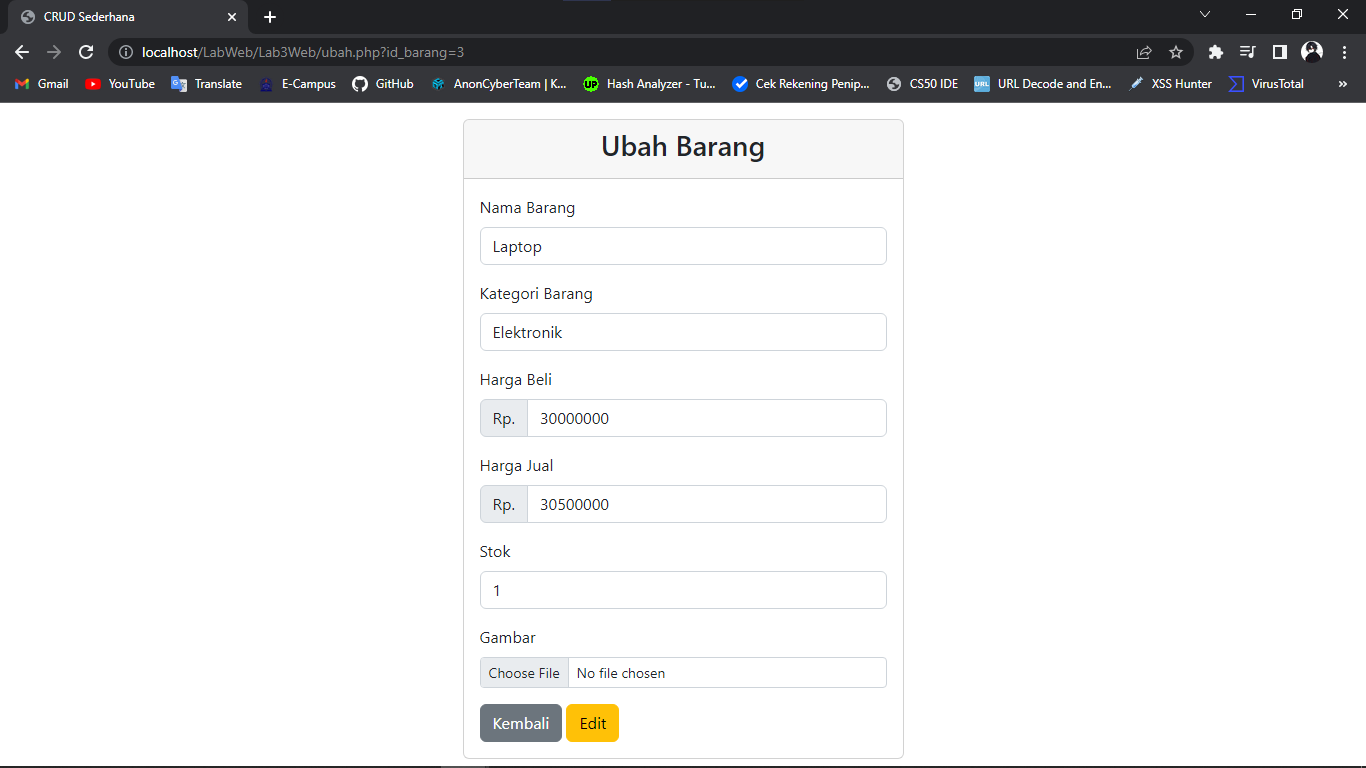 CRUD Sederhana
localhost/LabWeb/Lab3Web/ubah.php?id_barang=3
Gmail YouTube Translate E-Campus GitHub AnonCyberTeam | K... Hash Analyzer - Tu... Cek Rekening Penip... CS50 IDE URL Decode and En... XSS Hunter VirusTotal »
Ubah Barang
Nama Barang
Laptop
Kategori Barang
Elektronik
Harga Beli
Rp. 30000000
Harga Jual
Rp. 30500000
Stok
1
Gambar
Choose File No file chosen
Kembali Edit